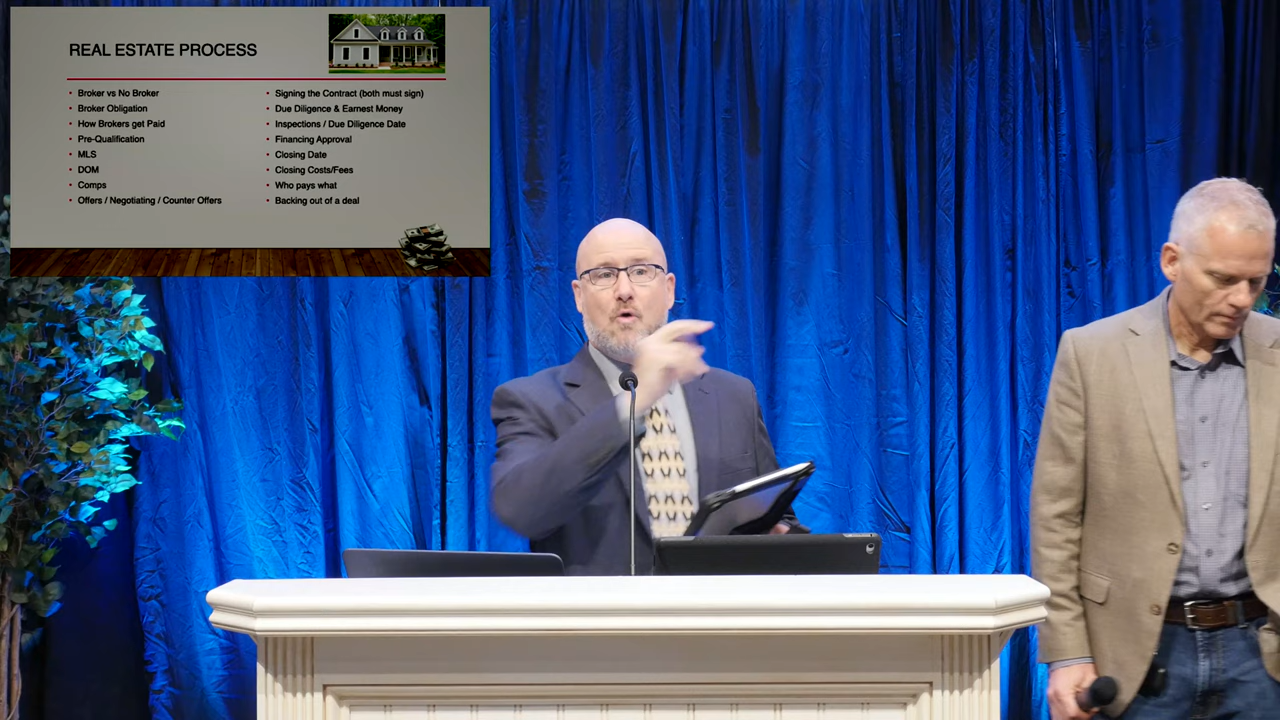 REAL ESTATE PROCESS
• Broker vs No Broker
• Broker Obligation
• How Brokers get Paid
• Pre-Qualification
• MLS
• DOM
• Comps
• Offers / Negotiating / Counter Offers
• Signing the Contract (both must sign)
• Due Diligence & Earnest Money
• Inspections / Due Diligence Date
• Financing Approval
• Closing Date
• Closing Costs/Fees
• Who pays what
• Backing out of a deal